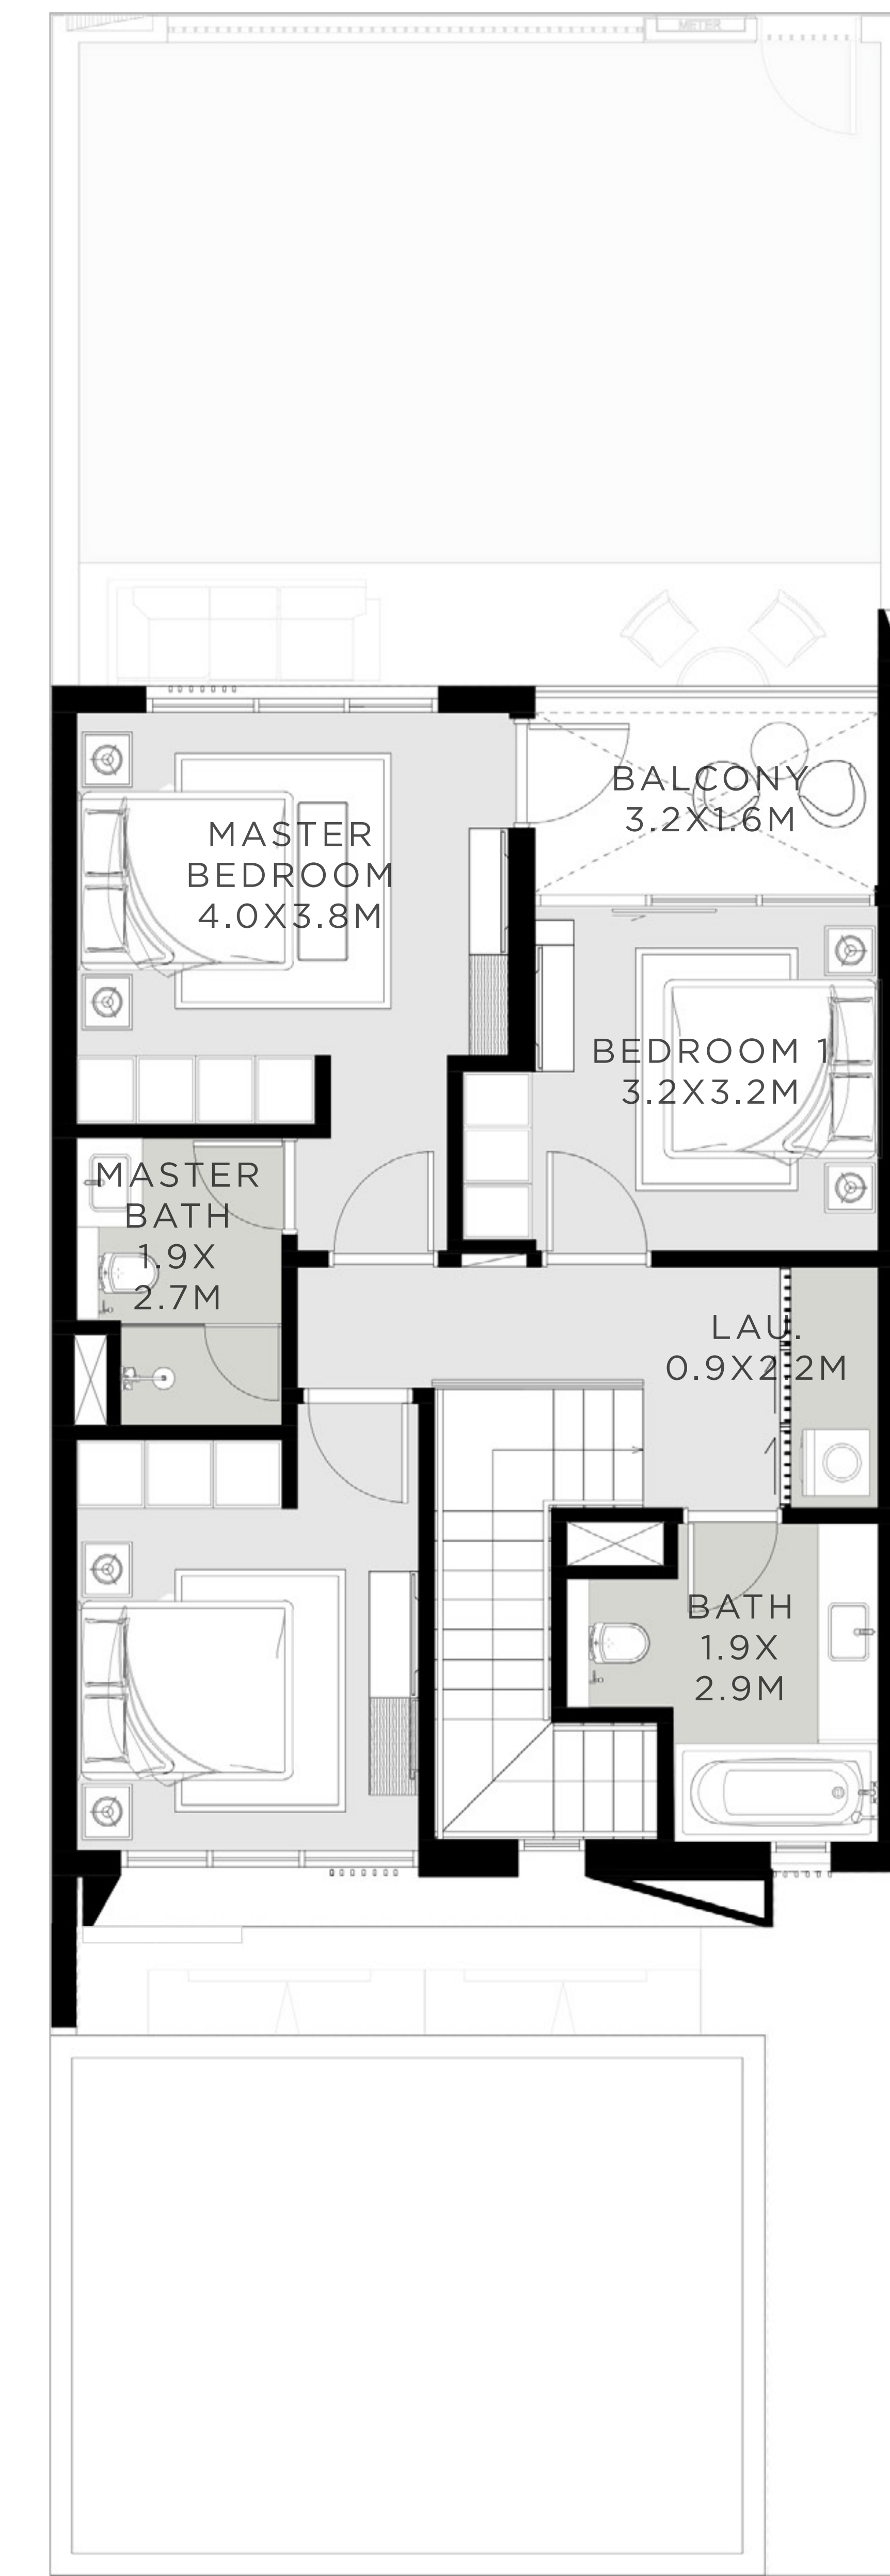 METER
BALCONY
3.2X1.6M
MASTER
BEDROOM
4.0X3.8M
BEDROOM 1
3.2X3.2M
MASTER
BATH
1.9X
2.7M
LAU.
0.9X2.2M
BATH
1.9X
2.9M